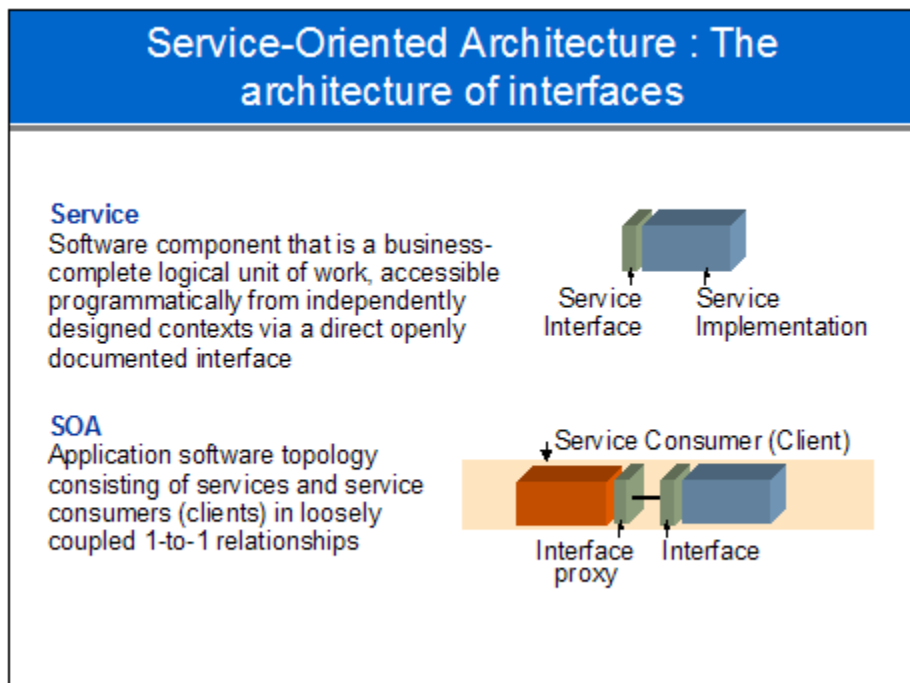 Service-Oriented Architecture : The
architecture of interfaces
Service
Software component that is a business-
complete logical unit of work, accessible
programmatically from independently
designed contexts via a direct openly
documented interface
Service
Interface
Service
Implementation
SOA
Application software topology
consisting of services and service
consumers (clients) in loosely
coupled 1-to-1 relationships
Service Consumer (Client)
Interface
proxy
Interface